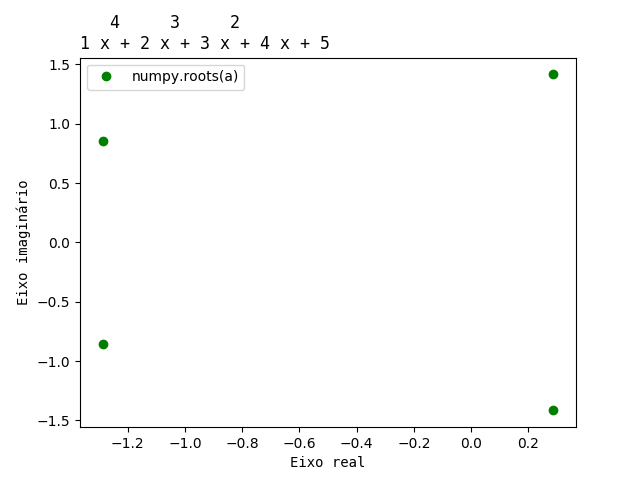 4 3 2
1 x + 2 x + 3 x + 4 x + 5
numpy.roots(a)
1.5
1.0
0.5
0.0
−0.5
−1.0
−1.5
Eixo imaginário
−1.2 −1.0 −0.8 −0.6 −0.4 −0.2 0.0 0.2
Eixo real